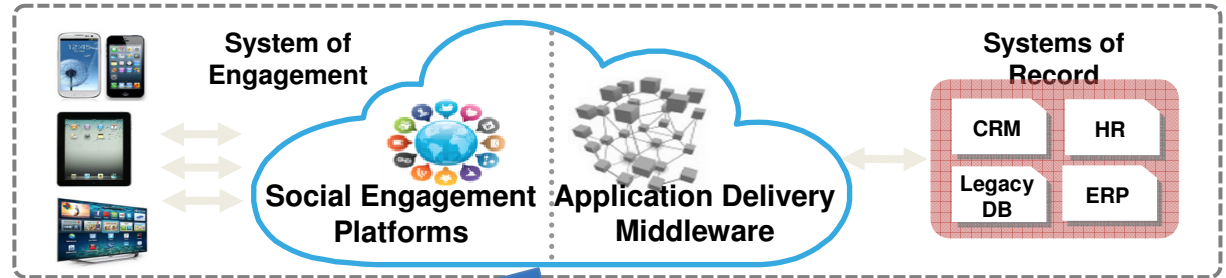 System of
Engagement
Social Engagement
Platforms
Application Delivery
Middleware
Systems of
Record
CRM
HR
Legacy
DB
ERP